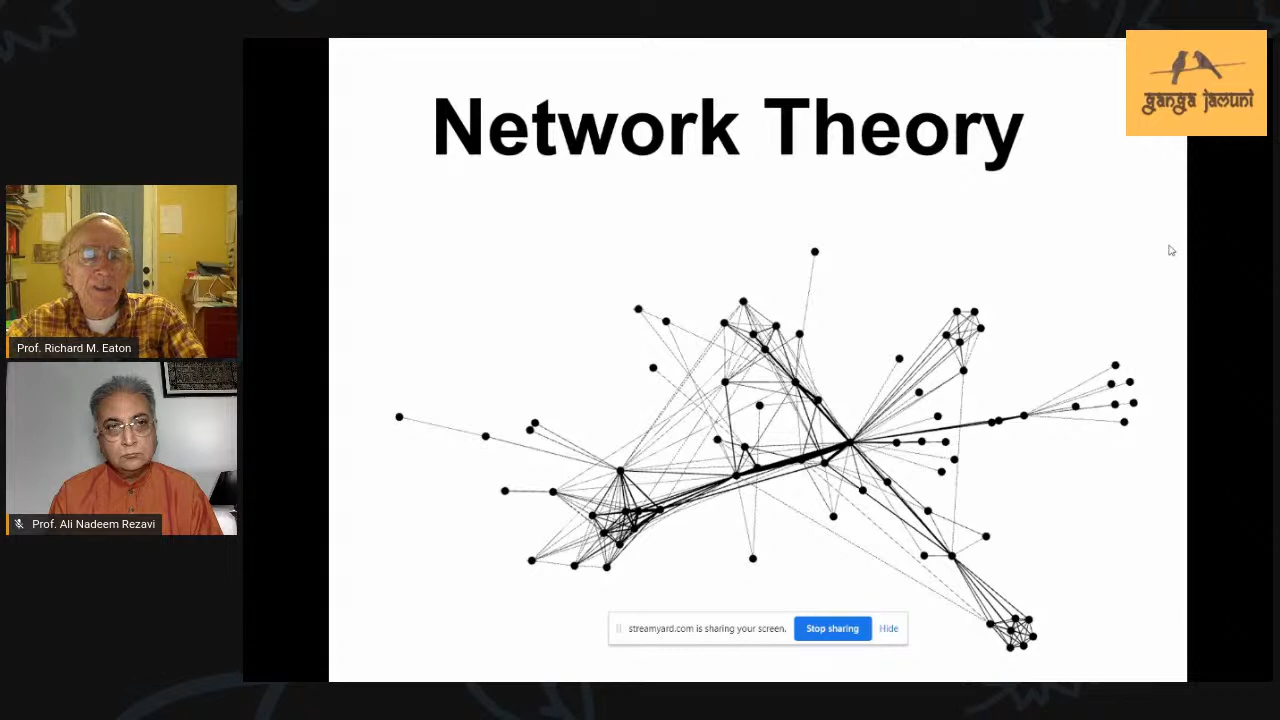 Network Theory
ganga jamuni
Prof. Richard M. Eaton
Prof. Ali Nadeem Rezavi
streamyard.com is sharing your screen. Stop sharing Hide